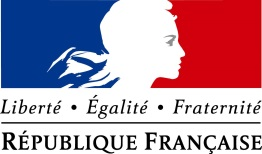 Liberté • Égalité • Fraternité
RÉPUBLIQUE FRANÇAISE